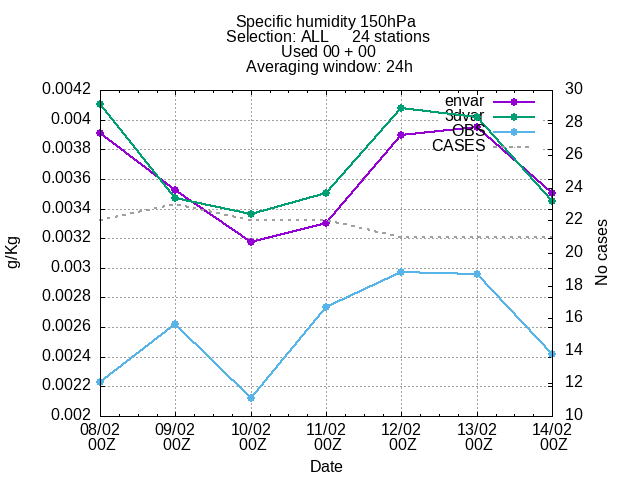 Specific humidity 150hPa
Selection: ALL 24 stations
Used 00 + 00
Averaging window: 24h
0.0042
0.004
0.0038
0.0036
0.0034
0.0032
0.003
0.0028
0.0026
0.0024
0.0022
0.002
g/Kg
envar
3dvar
OBS
CASES
30
28
26
24
22
20
18
16
14
12
10
No cases
08/02 09/02 10/02 11/02 12/02 13/02 14/02
00Z 00Z 00Z 00Z 00Z 00Z 00Z
Date